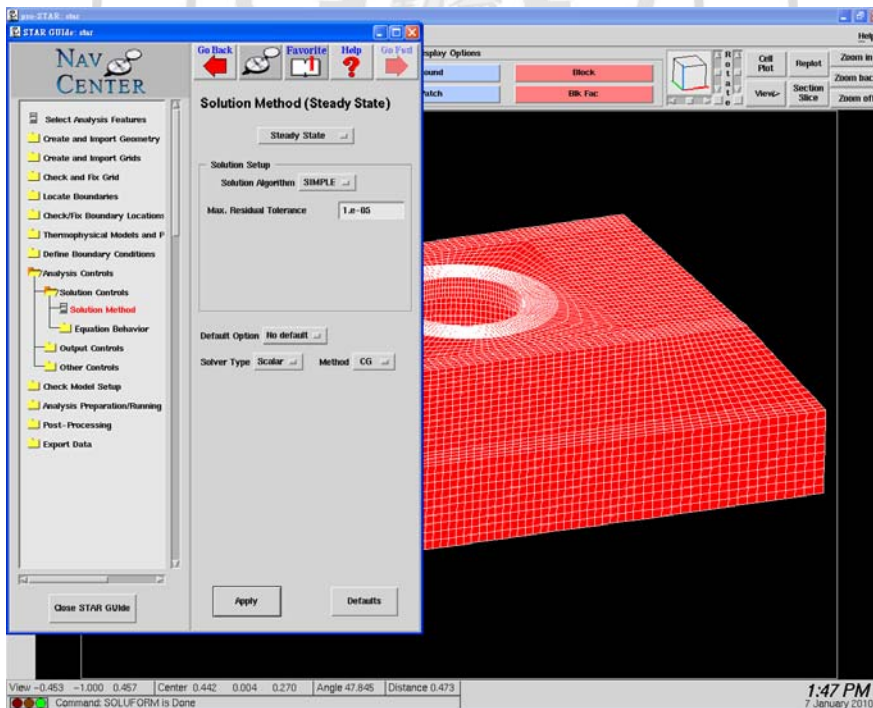 pro-STAR: star
STAR GUIde: star
NAV CENTER
Select Analysis Features
Create and Import Geometry
Create and Import Grids
Check and Fix Grid
Locate Boundaries
Check/Fix Boundary Locations
Thermophysical Models and P
Define Boundary Conditions
Analysis Controls
Solution Controls
Solution Method
Equation Behavior
Output Controls
Other Controls
Check Model Setup
Analysis Preparation/Running
Post-Processing
Export Data
Close STAR GUIde
Go Back
Favorite
Help
Go Fwd
Solution Method (Steady State)
Steady State
Solution Setup
Solution Algorithm SIMPLE
Max. Residual Tolerance 1.e-05
Default Option No default
Solver Type Scalar Method CG
Apply Defaults
Help
splay Options
ound
Block
atch
Blk Fac
Rotate
Cell Plot
Replot
Zoom in
Zoom bac
View->
Section Slice
Zoom off
View -0.453 -1.000 0.457 Center 0.442 0.004 0.270 Angle 47.845 Distance 0.473
Command: SOLUFORM is Done
1:47 PM
7 January 2010